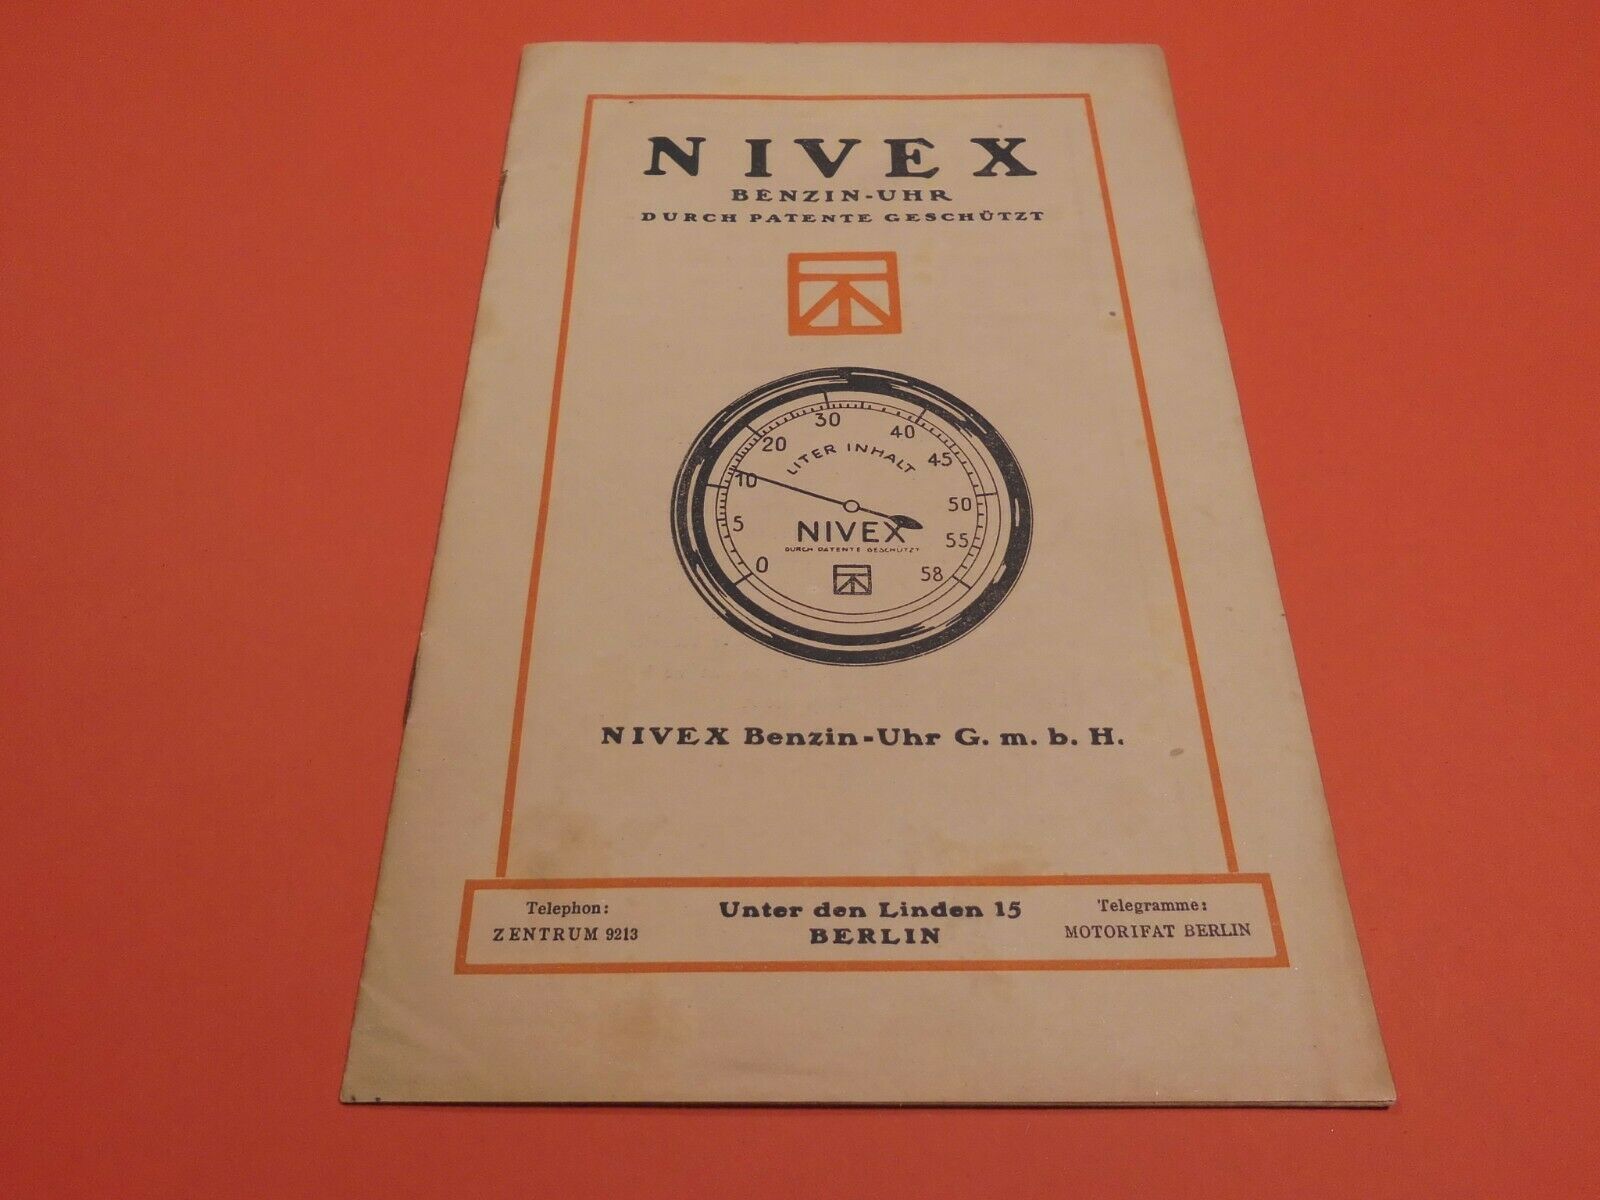 NIVEX
BENZIN-UHR
DURCH PATENTE GESCHÜTZT
0 5 10 20 30 40 45 50 55 58
LITER INHALT
NIVEX
DURCH PATENTE GESCHÜTZT
NIVEX Benzin-Uhr G. m. b. H.
Telephon:
ZENTRUM 9213
Unter den Linden 15
BERLIN
Telegramme:
MOTORIFAT BERLIN